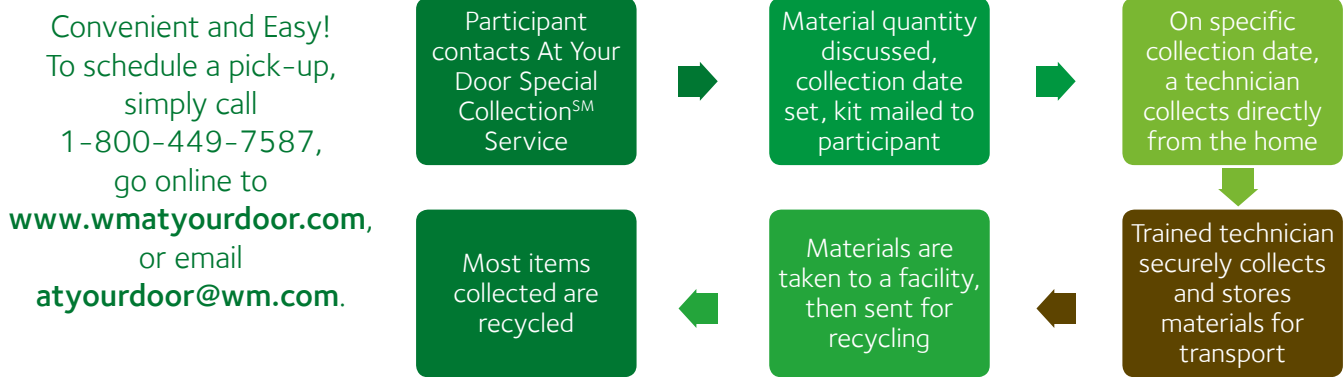 Convenient and Easy!
To schedule a pick-up,
simply call
1-800-449-7587,
go online to
www.wmatyourdoor.com,
or email
atyourdoor@wm.com.
Participant
contacts At Your
Door Special
Collection℠
Service
Material quantity
discussed,
collection date
set, kit mailed to
participant
On specific
collection date,
a technician
collects directly
from the home
Trained technician
securely collects
and stores
materials for
transport
Materials are
taken to a facility,
then sent for
recycling
Most items
collected are
recycled